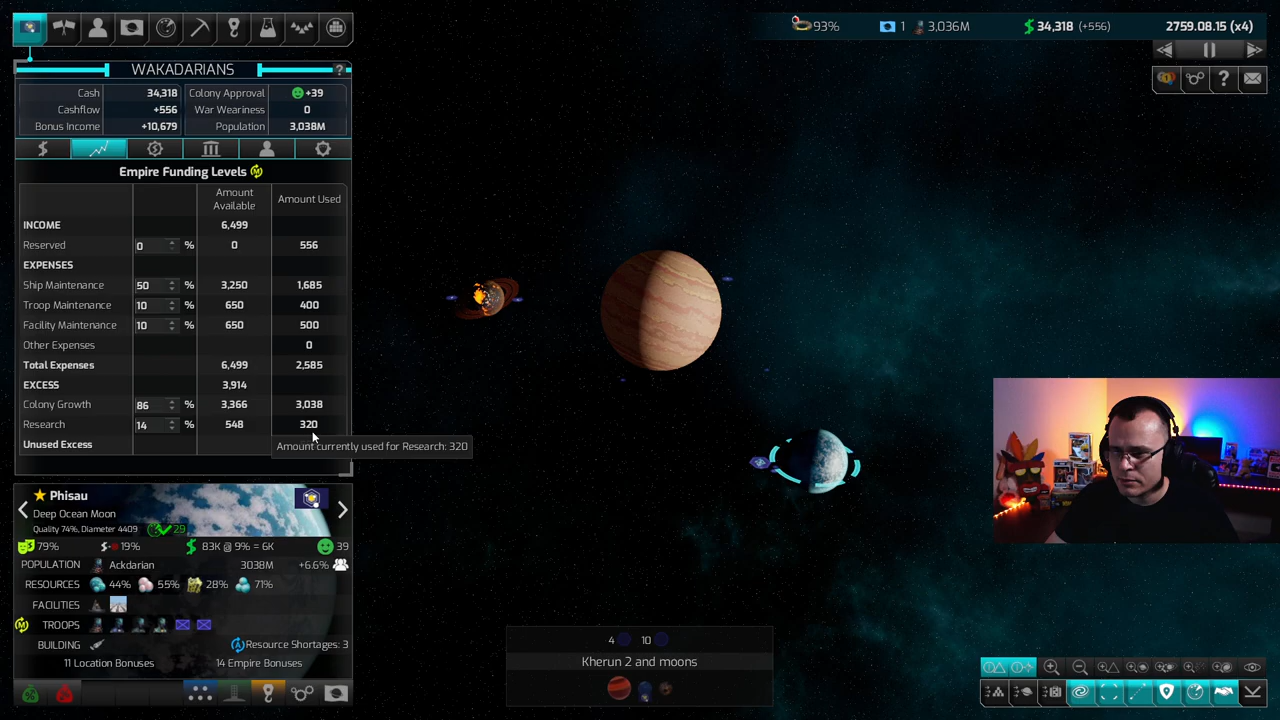 93%
1
3,036M
34,318 (+556)
2759.08.15 (x4)
WAKADARIANS
?
Cash 34,318 Colony Approval +39
Cashflow +556 War Weariness 0
Bonus Income +10,679 Population 3,038M
Empire Funding Levels
Amount Available
Amount Used
INCOME 6,499
Reserved 0 % 0 556
EXPENSES
Ship Maintenance 50 % 3,250 1,685
Troop Maintenance 10 % 650 400
Facility Maintenance 10 % 650 500
Other Expenses 0
Total Expenses 6,499 2,585
EXCESS 3,914
Colony Growth 86 % 3,366 3,038
Research 14 % 548 320
Unused Excess
Amount currently used for Research: 320
Phisau
Deep Ocean Moon
Quality 74%, Diameter 4409 29
79% 19% 83K @ 9% = 6K 39
POPULATION Ackdarian 3038M +6.6%
RESOURCES 44% 55% 28% 71%
FACILITIES
TROOPS
BUILDING Resource Shortages: 3
11 Location Bonuses 14 Empire Bonuses
4 10
Kherun 2 and moons